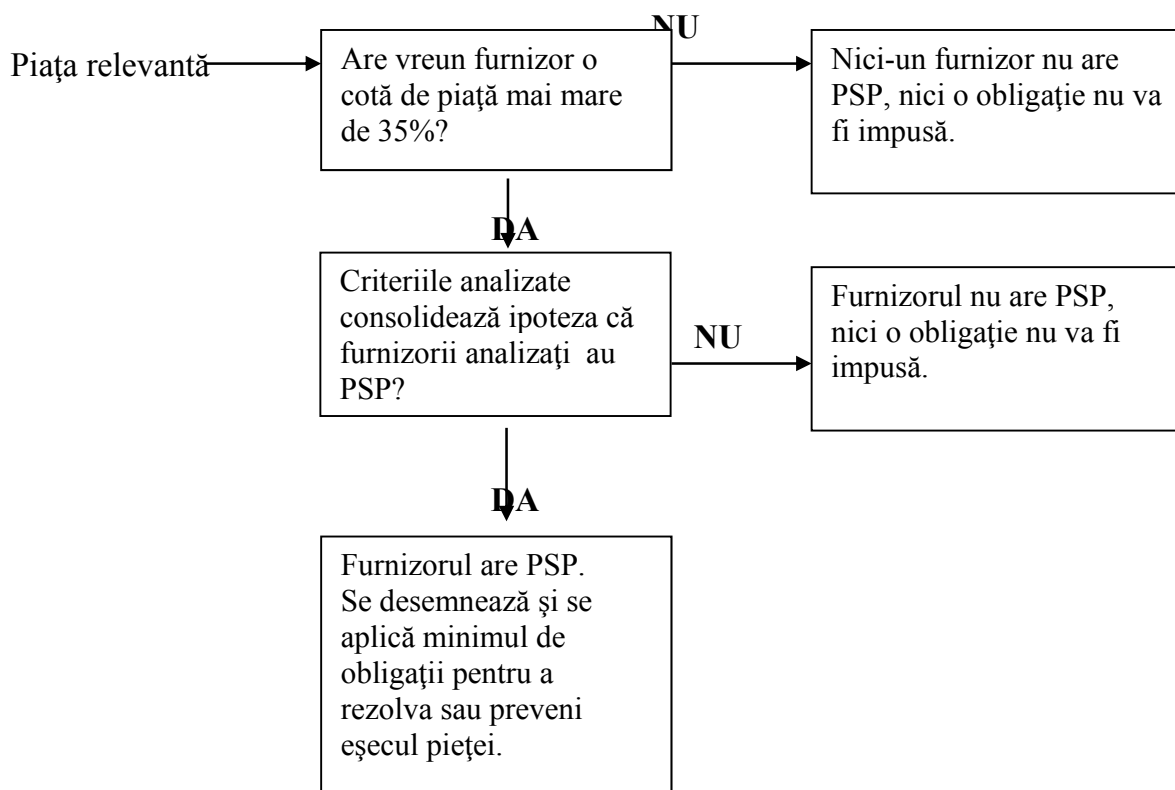 Piaţa relevantă
Are vreun furnizor o
cotă de piaţă mai mare
de 35%?
NU
Nici-un furnizor nu are
PSP, nici o obligaţie nu va
fi impusă.
DA
Criteriile analizate
consolidează ipoteza că
furnizorii analizaţi  au
PSP?
NU
Furnizorul nu are PSP,
nici o obligaţie nu va fi
impusă.
DA
Furnizorul are PSP.
Se desemnează şi se
aplică minimul de
obligaţii pentru a
rezolva sau preveni
eşecul pieţei.